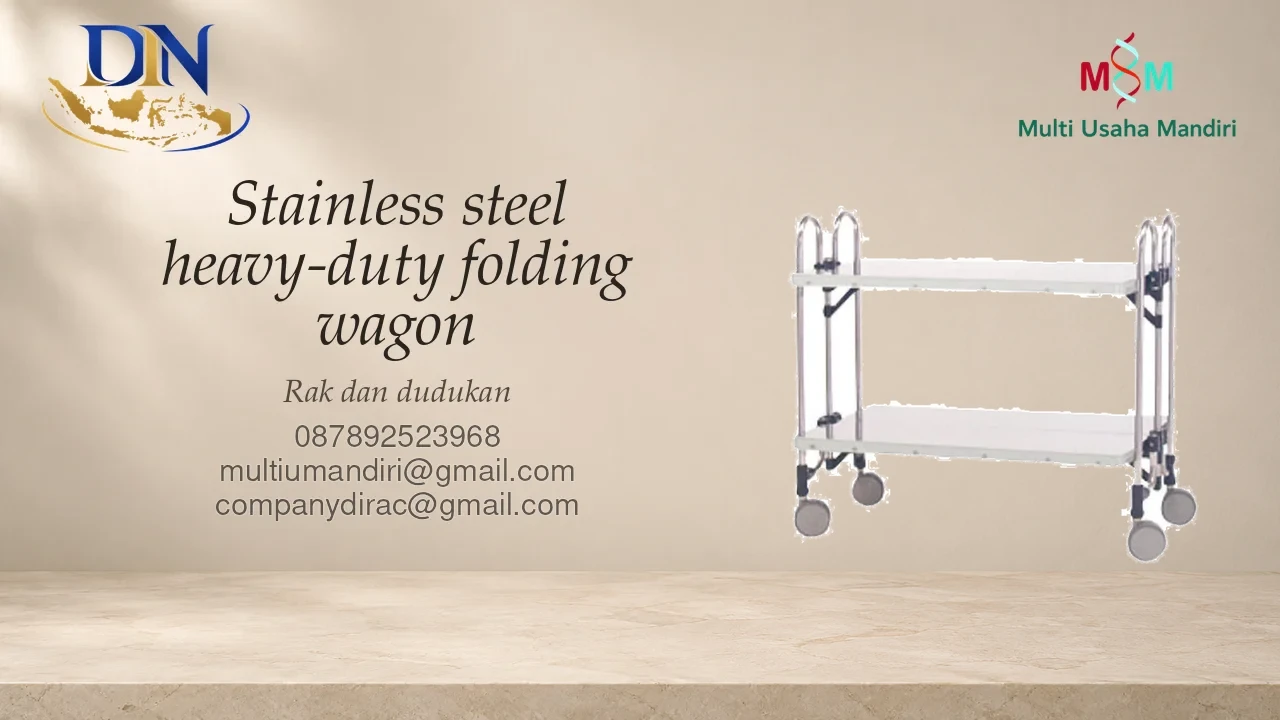 DN
M M
Multi Usaha Mandiri
Stainless steel
heavy-duty folding
wagon
Rak dan dudukan
087892523968
multiumandiri@gmail.com
companydirac@gmail.com